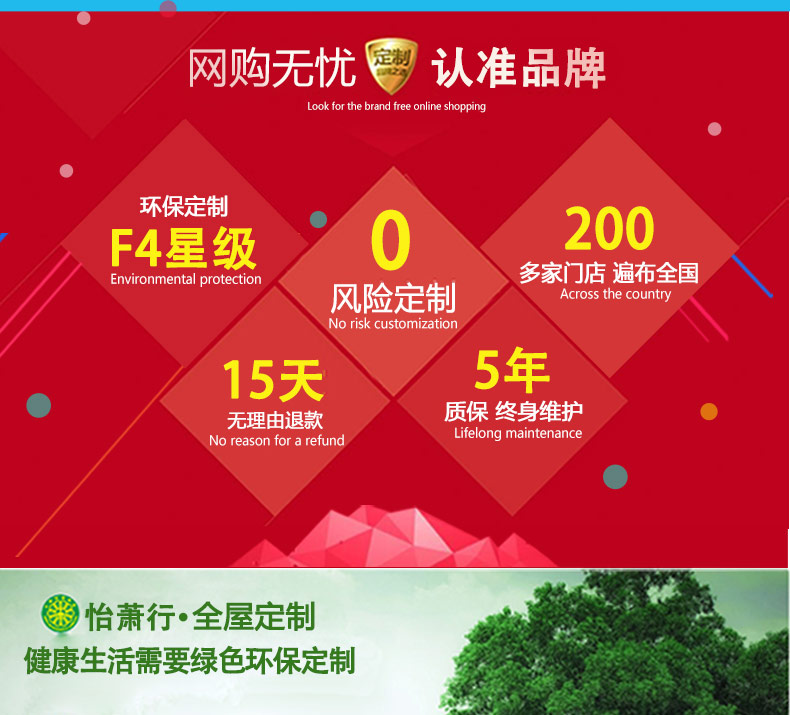 网购无忧 定制 认准品牌
Look for the brand free online shopping
环保定制
F4星级
Environmental protection
0
风险定制
No risk customization
200
多家门店 遍布全国
Across the country
15天
无理由退款
No reason for a refund
5年
质保 终身维护
Lifelong maintenance
怡萧行·全屋定制
健康生活需要绿色环保定制